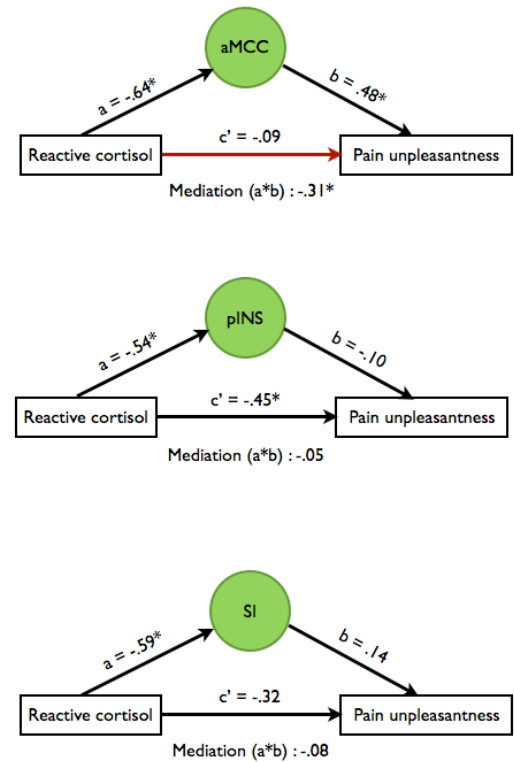 aMCC
a = -.64*
b = .48*
c' = -.09
Reactive cortisol
Pain unpleasantness
Mediation (a*b) : -.31*
pINS
a = -.54*
b = -.10
c' = -.45*
Reactive cortisol
Pain unpleasantness
Mediation (a*b) : -.05
SI
a = -.59*
b = .14
c' = -.32
Reactive cortisol
Pain unpleasantness
Mediation (a*b) : -.08